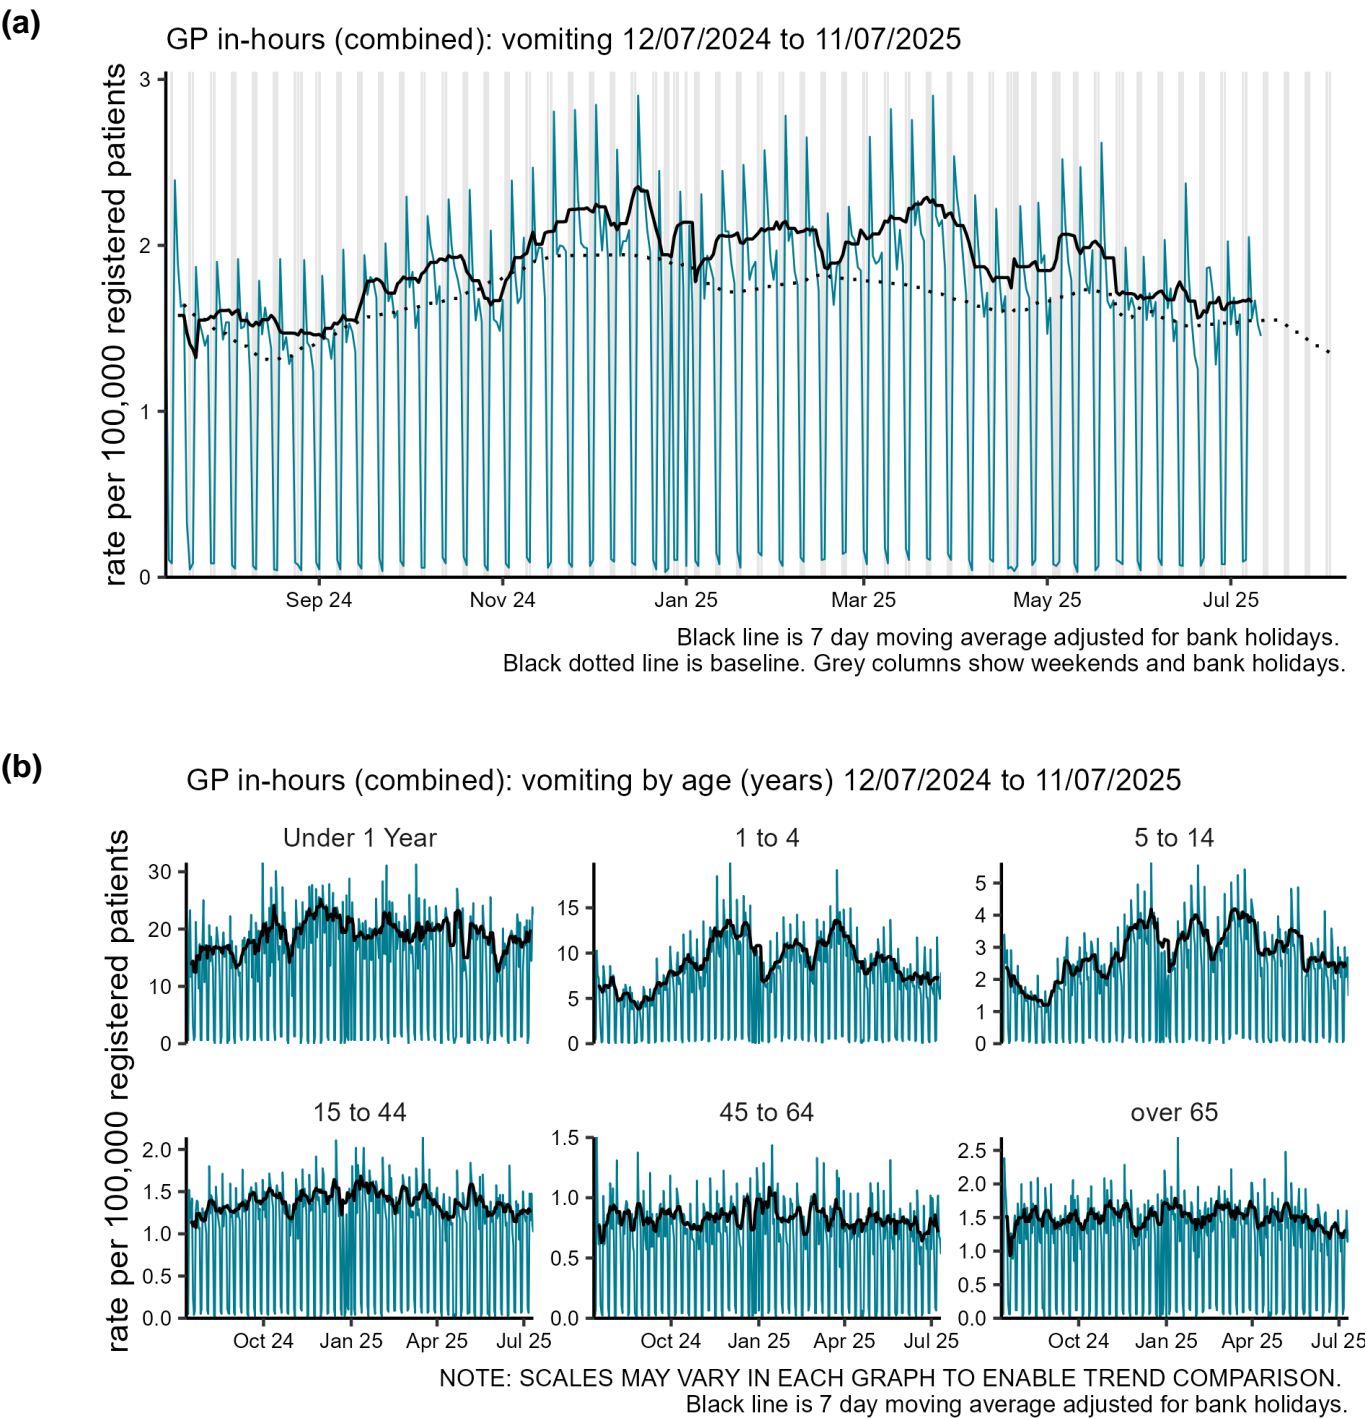 (a)
GP in-hours (combined): vomiting 12/07/2024 to 11/07/2025
rate per 100,000 registered patients
3
2
1
0
Sep 24 Nov 24 Jan 25 Mar 25 May 25 Jul 25
Black line is 7 day moving average adjusted for bank holidays.
Black dotted line is baseline. Grey columns show weekends and bank holidays.
(b)
GP in-hours (combined): vomiting by age (years) 12/07/2024 to 11/07/2025
rate per 100,000 registered patients
Under 1 Year
30
20
10
0
1 to 4
15
10
5
0
5 to 14
5
4
3
2
1
0
15 to 44
2.0
1.5
1.0
0.5
0.0
Oct 24 Jan 25 Apr 25 Jul 25
45 to 64
1.5
1.0
0.5
0.0
Oct 24 Jan 25 Apr 25 Jul 25
over 65
2.5
2.0
1.5
1.0
0.5
0.0
Oct 24 Jan 25 Apr 25 Jul 25
NOTE: SCALES MAY VARY IN EACH GRAPH TO ENABLE TREND COMPARISON.
Black line is 7 day moving average adjusted for bank holidays.